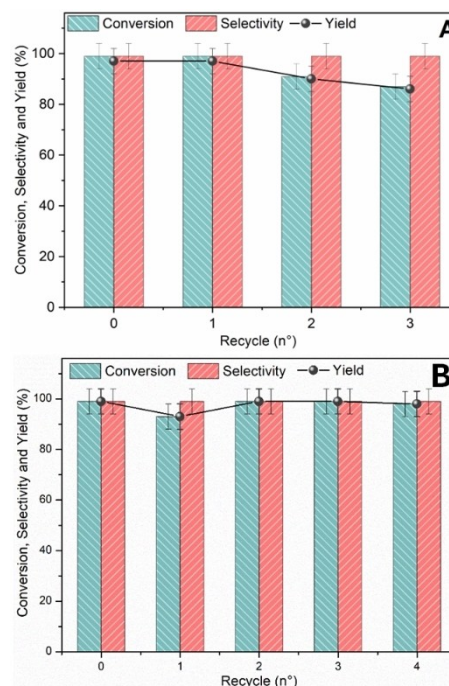 Conversion Selectivity Yield
A
100
80
60
40
20
0
Conversion, Selectivity and Yield (%)
0 1 2 3
Recycle (n°)
Conversion Selectivity Yield
B
120
100
80
60
40
20
0
Conversion, Selectivity and Yield (%)
0 1 2 3 4
Recycle (n°)